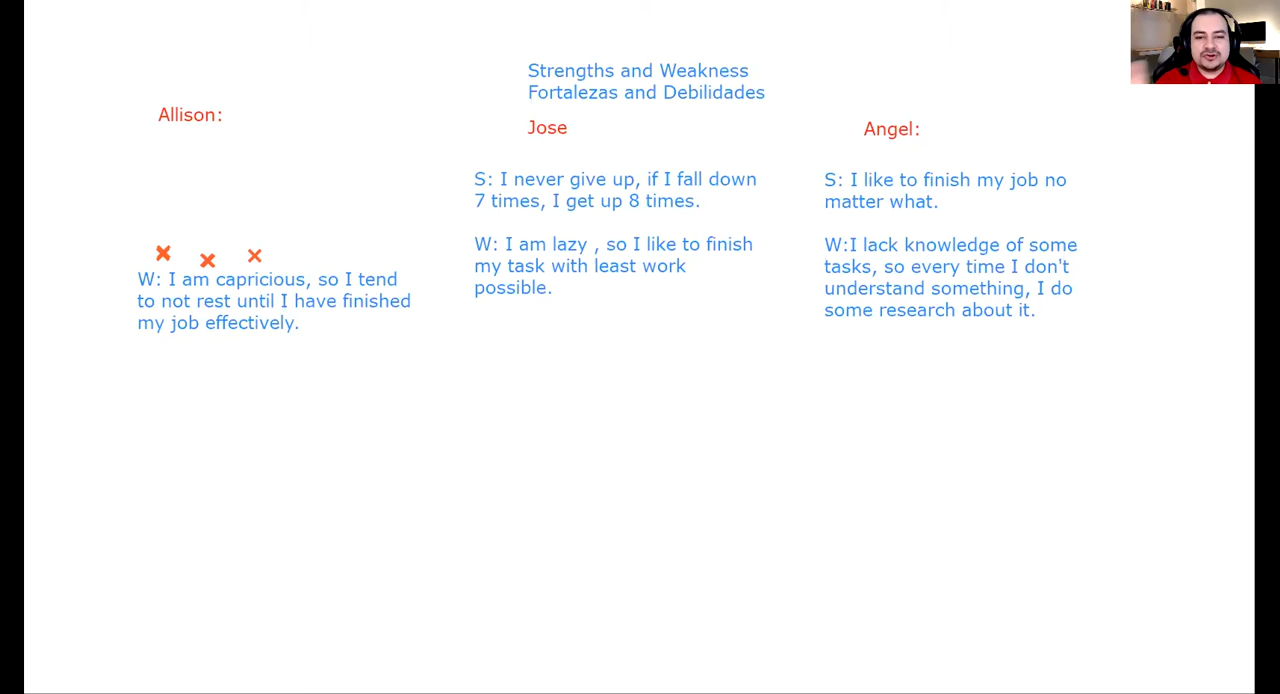 Strengths and Weakness
Fortalezas and Debilidades
Allison:
W: I am capricious, so I tend
to not rest until I have finished
my job effectively.
Jose
S: I never give up, if I fall down
7 times, I get up 8 times.
W: I am lazy , so I like to finish
my task with least work
possible.
Angel:
S: I like to finish my job no
matter what.
W:I lack knowledge of some
tasks, so every time I don't
understand something, I do
some research about it.